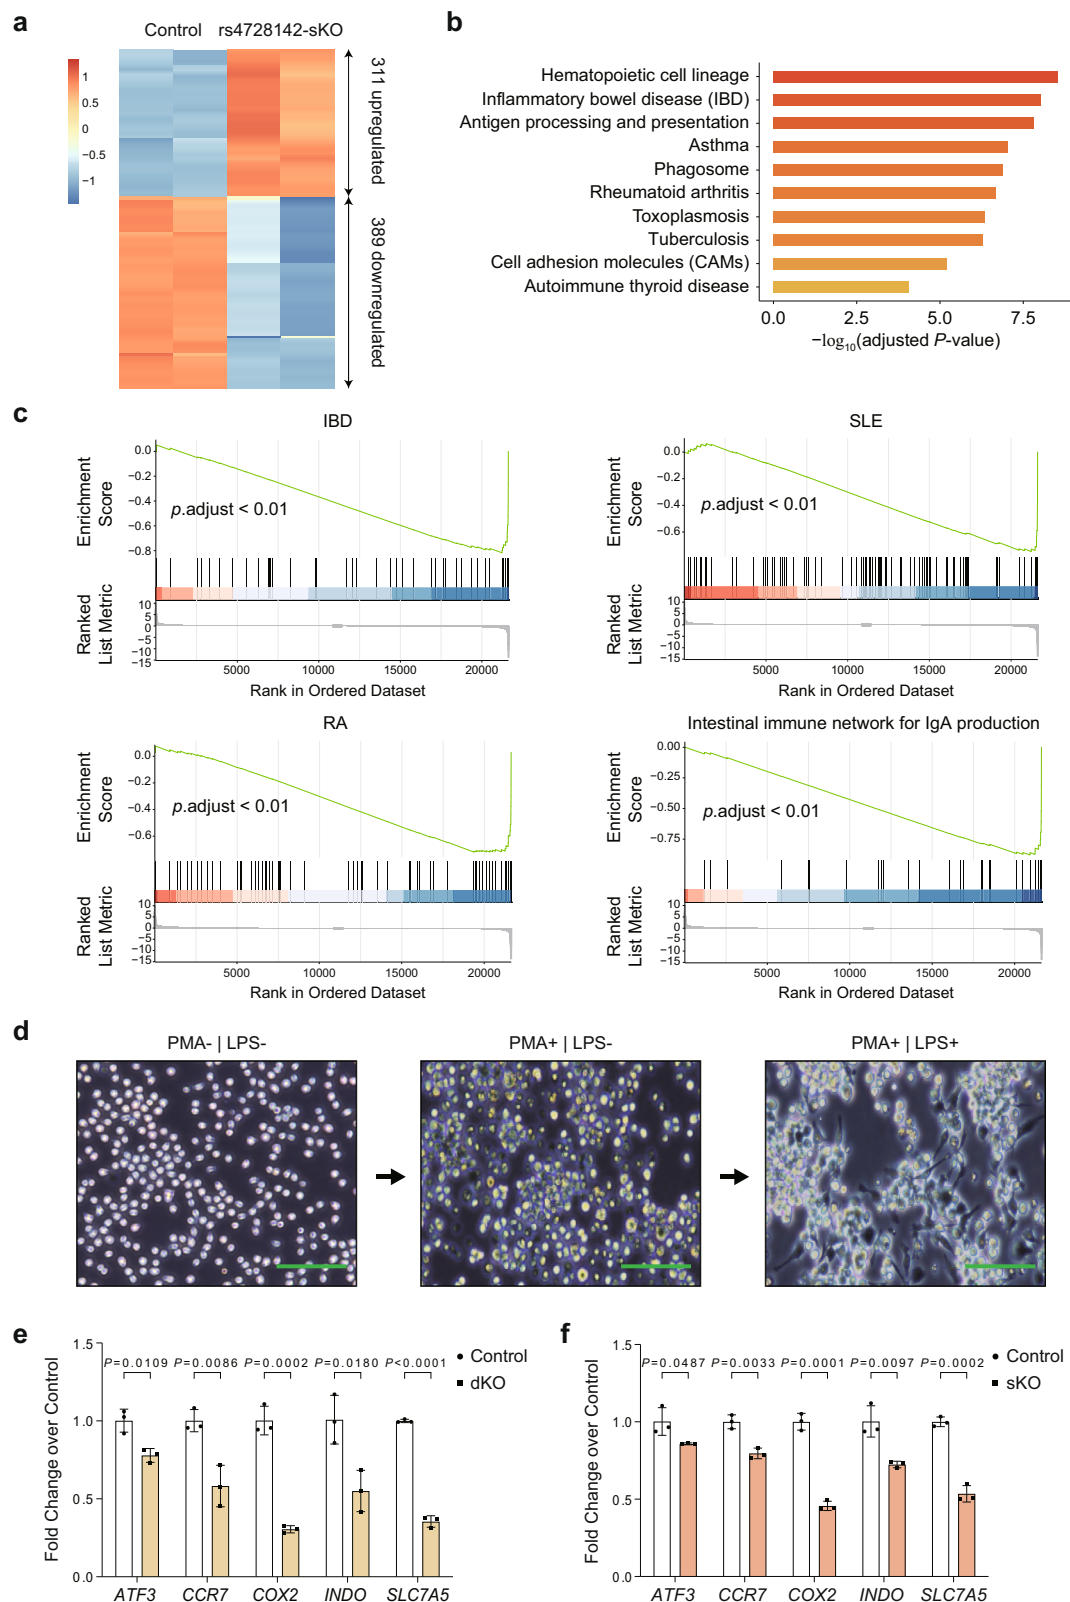 a
Control rs4728142-sKO
1
0.5
0
−0.5
−1
311 upregulated
389 downregulated
b
Hematopoietic cell lineage
Inflammatory bowel disease (IBD)
Antigen processing and presentation
Asthma
Phagosome
Rheumatoid arthritis
Toxoplasmosis
Tuberculosis
Cell adhesion molecules (CAMs)
Autoimmune thyroid disease
0.0 2.5 5.0 7.5
−log10(adjusted P-value)
c
IBD
Enrichment
Score
0.0
−0.2
−0.4
−0.6
−0.8
p.adjust < 0.01
Ranked
List Metric
10
5
0
−5
−10
−15
5000 10000 15000 20000
Rank in Ordered Dataset
SLE
Enrichment
Score
0.0
−0.2
−0.4
−0.6
p.adjust < 0.01
Ranked
List Metric
10
5
0
−5
−10
−15
5000 10000 15000 20000
Rank in Ordered Dataset
RA
Enrichment
Score
0.0
−0.2
−0.4
−0.6
p.adjust < 0.01
Ranked
List Metric
10
5
0
−5
−10
−15
5000 10000 15000 20000
Rank in Ordered Dataset
Intestinal immune network for IgA production
Enrichment
Score
0.00
−0.25
−0.50
−0.75
p.adjust < 0.01
Ranked
List Metric
10
5
0
−5
−10
−15
5000 10000 15000 20000
Rank in Ordered Dataset
d
PMA- | LPS-
PMA+ | LPS-
PMA+ | LPS+
e
Fold Change over Control
1.5
1.0
0.5
0.0
P=0.0109 P=0.0086 P=0.0002 P=0.0180 P<0.0001
Control
dKO
ATF3 CCR7 COX2 INDO SLC7A5
f
Fold Change over Control
1.5
1.0
0.5
0.0
P=0.0487 P=0.0033 P=0.0001 P=0.0097 P=0.0002
Control
sKO
ATF3 CCR7 COX2 INDO SLC7A5